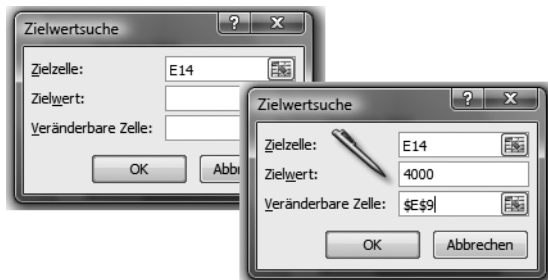 Zielwertsuche
Zielzelle: E14
Zielwert:
Veränderbare Zelle:
OK
Zielwertsuche
Zielzelle: E14
Zielwert: 4000
Veränderbare Zelle: $E$9
OK Abbrechen